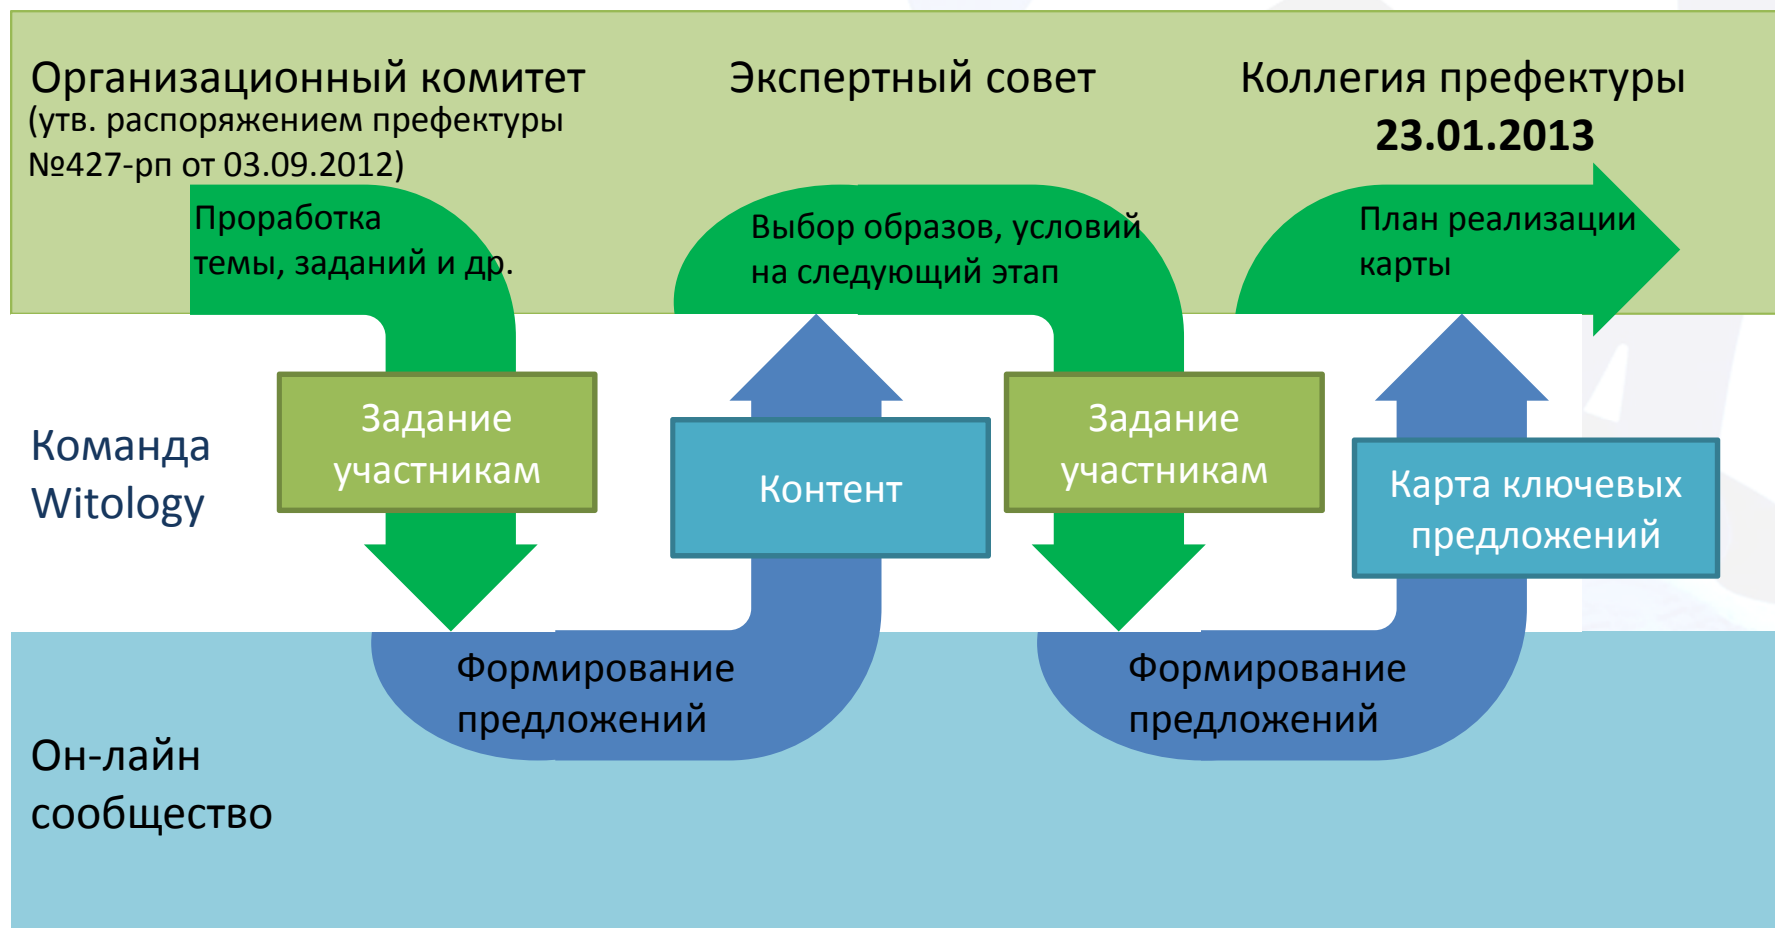 Организационный комитет
(утв. распоряжением префектуры
№427-рп от 03.09.2012)
Экспертный совет
Коллегия префектуры
23.01.2013
Проработка
темы, заданий и др.
Выбор образов, условий
на следующий этап
План реализации
карты
Команда
Witology
Задание
участникам
Контент
Задание
участникам
Карта ключевых
предложений
Он-лайн
сообщество
Формирование
предложений
Формирование
предложений